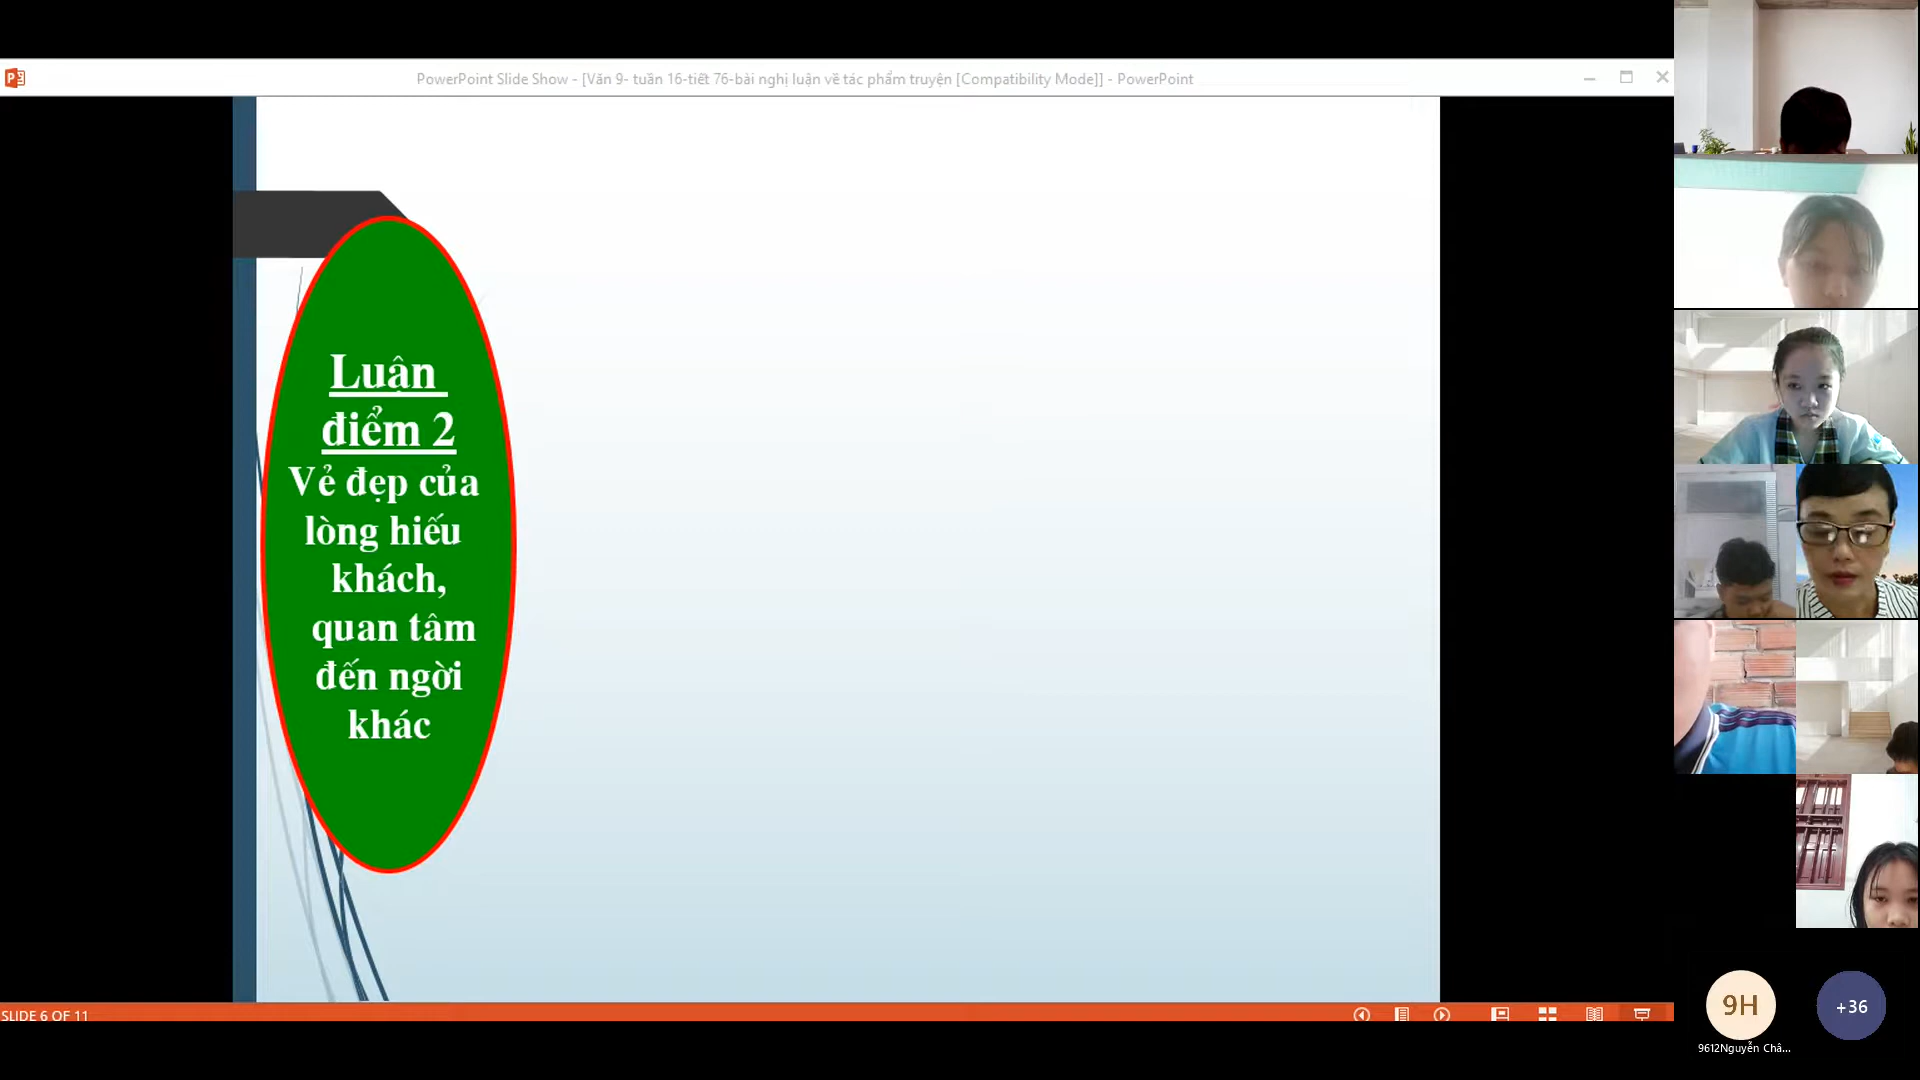 PowerPoint Slide Show - [Văn 9- tuần 16-tiết 76-bài nghị luận về tác phẩm truyện [Compatibility Mode]] - PowerPoint
Luận
điểm 2
Vẻ đẹp của
lòng hiếu
khách,
quan tâm
đến ngời
khác
SLIDE 6 OF 11
9H
+36
9612Nguyễn Châ...